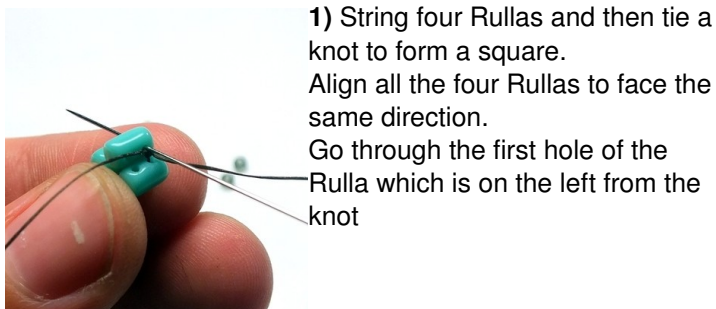 1) String four Rullas and then tie a
knot to form a square.
Align all the four Rullas to face the
same direction.
Go through the first hole of the
Rulla which is on the left from the
knot